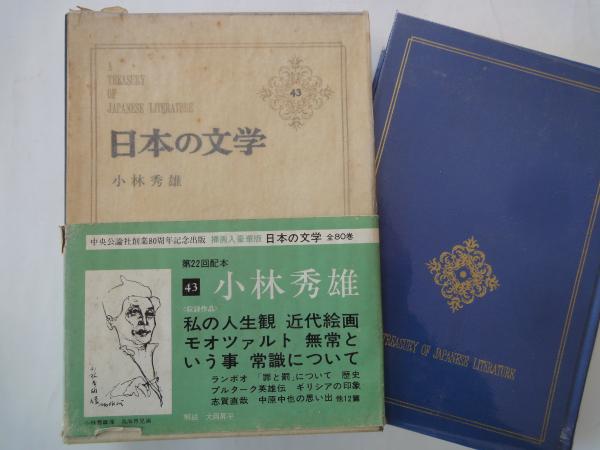 A
TREASURY
OF
JAPANESE LITERATURE
43
日本の文学
小林秀雄
中央公論社創業80周年記念出版 挿画入豪華版 日本の文学 全80巻
第22回配本
43 小林秀雄
〈収録作品〉
私の人生観 近代絵画
モオツァルト 無常と
いう事 常識について
ランボオ 「罪と罰」について 歴史
プルターク英雄伝 ギリシアの印象
志賀直哉 中原中也の思い出 他12篇
解説 大岡昇平
小林秀雄像
TREASURY OF JAPANESE LITERATURE